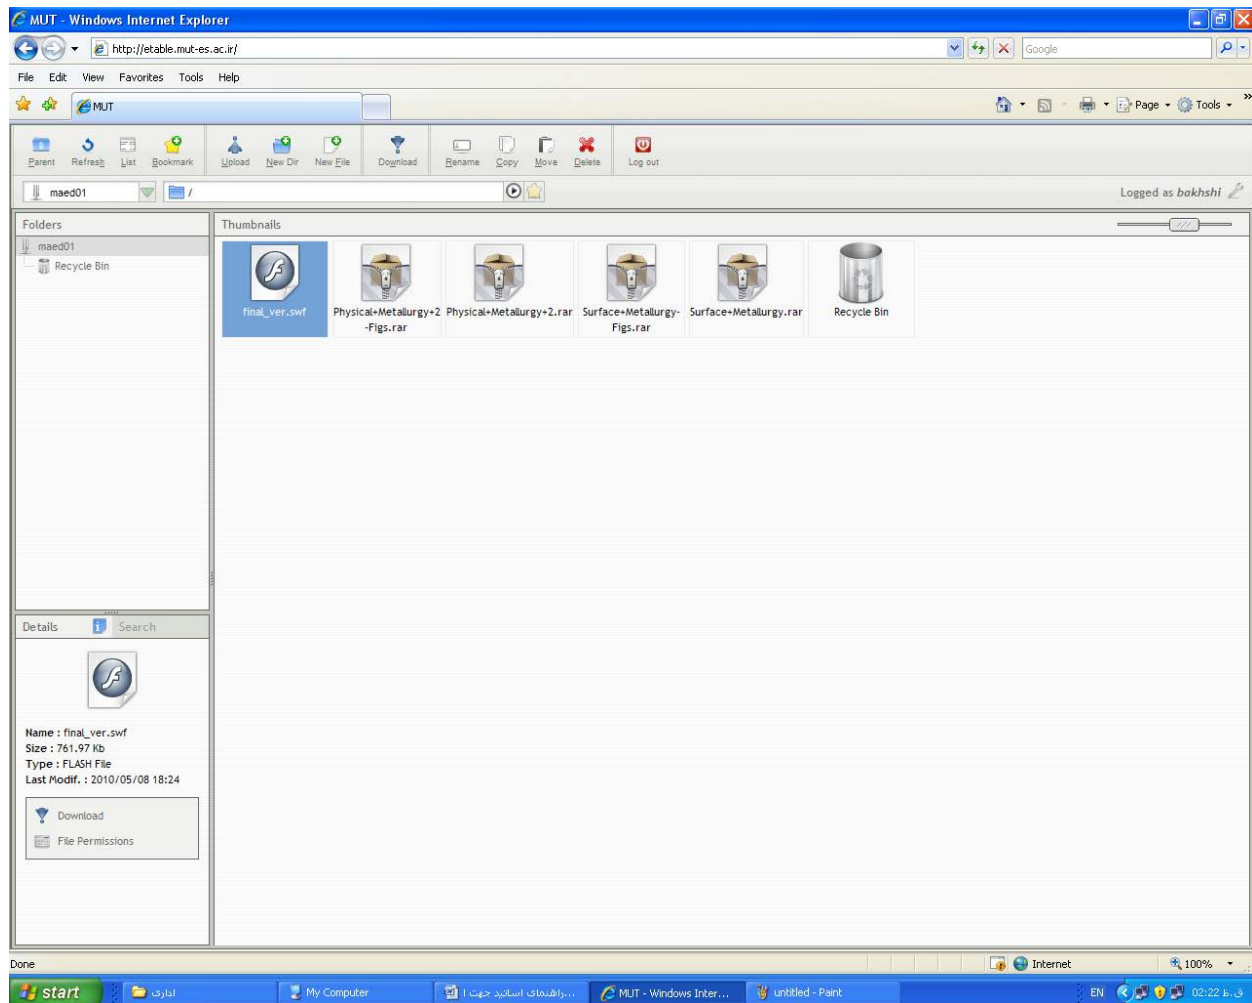 MUT - Windows Internet Explorer
http://etable.mut-es.ac.ir/
Google
File Edit View Favorites Tools Help
MUT
Page Tools
Parent Refresh List Bookmark Upload New Dir New File Download Rename Copy Move Delete Log out
maed01 / Logged as bakhshi
Folders
maed01
Recycle Bin
Thumbnails
final_ver.swf
Physical+Metallurgy+2
-Figs.rar
Physical+Metallurgy+2.rar
Surface+Metallurgy-
Figs.rar
Surface+Metallurgy.rar
Recycle Bin
Details Search
Name : final_ver.swf
Size : 761.97 Kb
Type : FLASH File
Last Modif. : 2010/05/08 18:24
Download
File Permissions
Done Internet 100%
start اداری My Computer راهنمای اساتید جهت ا... MUT - Windows Inter... untitled - Paint EN 02:22 ق.ظ